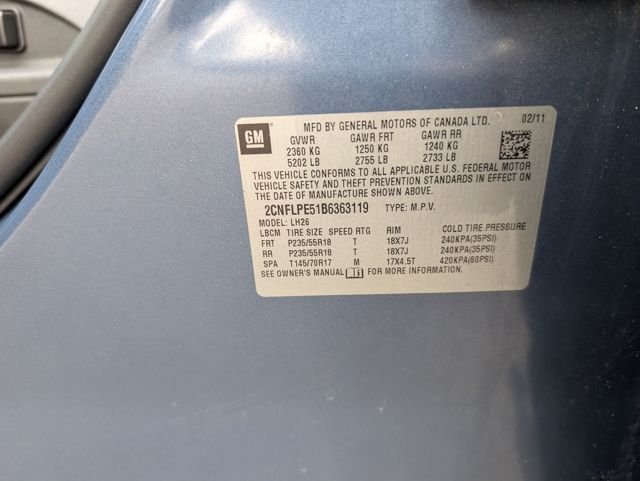 MFD BY GENERAL MOTORS OF CANADA LTD. 02/11
GM
GVWR GAWR FRT GAWR RR
2360 KG 1250 KG 1240 KG
5202 LB 2755 LB 2733 LB
THIS VEHICLE CONFORMS TO ALL APPLICABLE U.S. FEDERAL MOTOR
VEHICLE SAFETY AND THEFT PREVENTION STANDARDS IN EFFECT ON
THE DATE OF MANUFACTURE SHOWN ABOVE.
2CNFLPE51B6363119 TYPE: M.P.V.
MODEL: LH26
LBCM TIRE SIZE SPEED RTG RIM COLD TIRE PRESSURE
FRT P235/55R18 T 18X7J 240KPA(35PSI)
RR P235/55R18 T 18X7J 240KPA(35PSI)
SPA T145/70R17 M 17X4.5T 420KPA(60PSI)
SEE OWNER'S MANUAL FOR MORE INFORMATION.